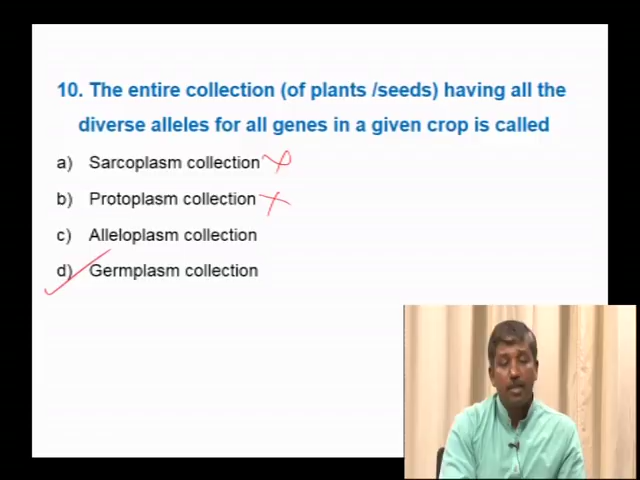 10. The entire collection (of plants /seeds) having all the
diverse alleles for all genes in a given crop is called
a) Sarcoplasm collection
b) Protoplasm collection
c) Alleloplasm collection
d) Germplasm collection